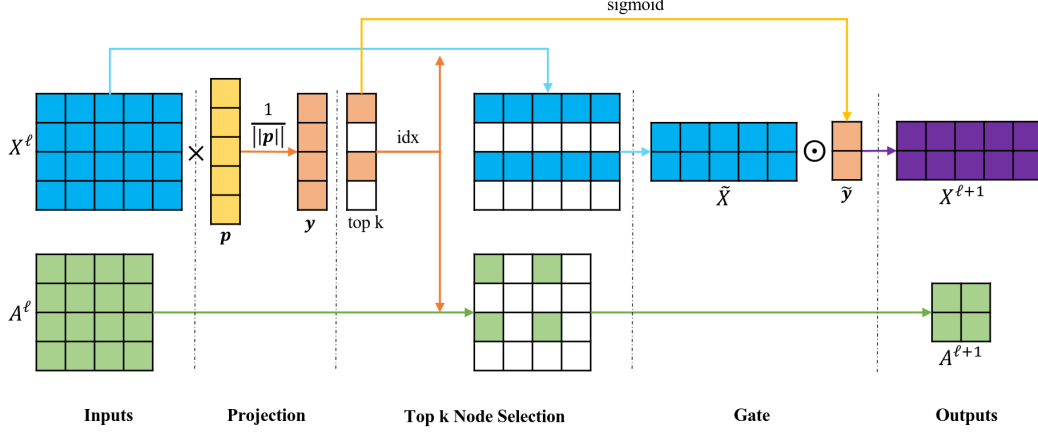 sigmoid
X^ℓ
×
1
||p||
idx
⊙
p
y
top k
X̃
ỹ
X^{ℓ+1}
A^ℓ
A^{ℓ+1}
Inputs
Projection
Top k Node Selection
Gate
Outputs